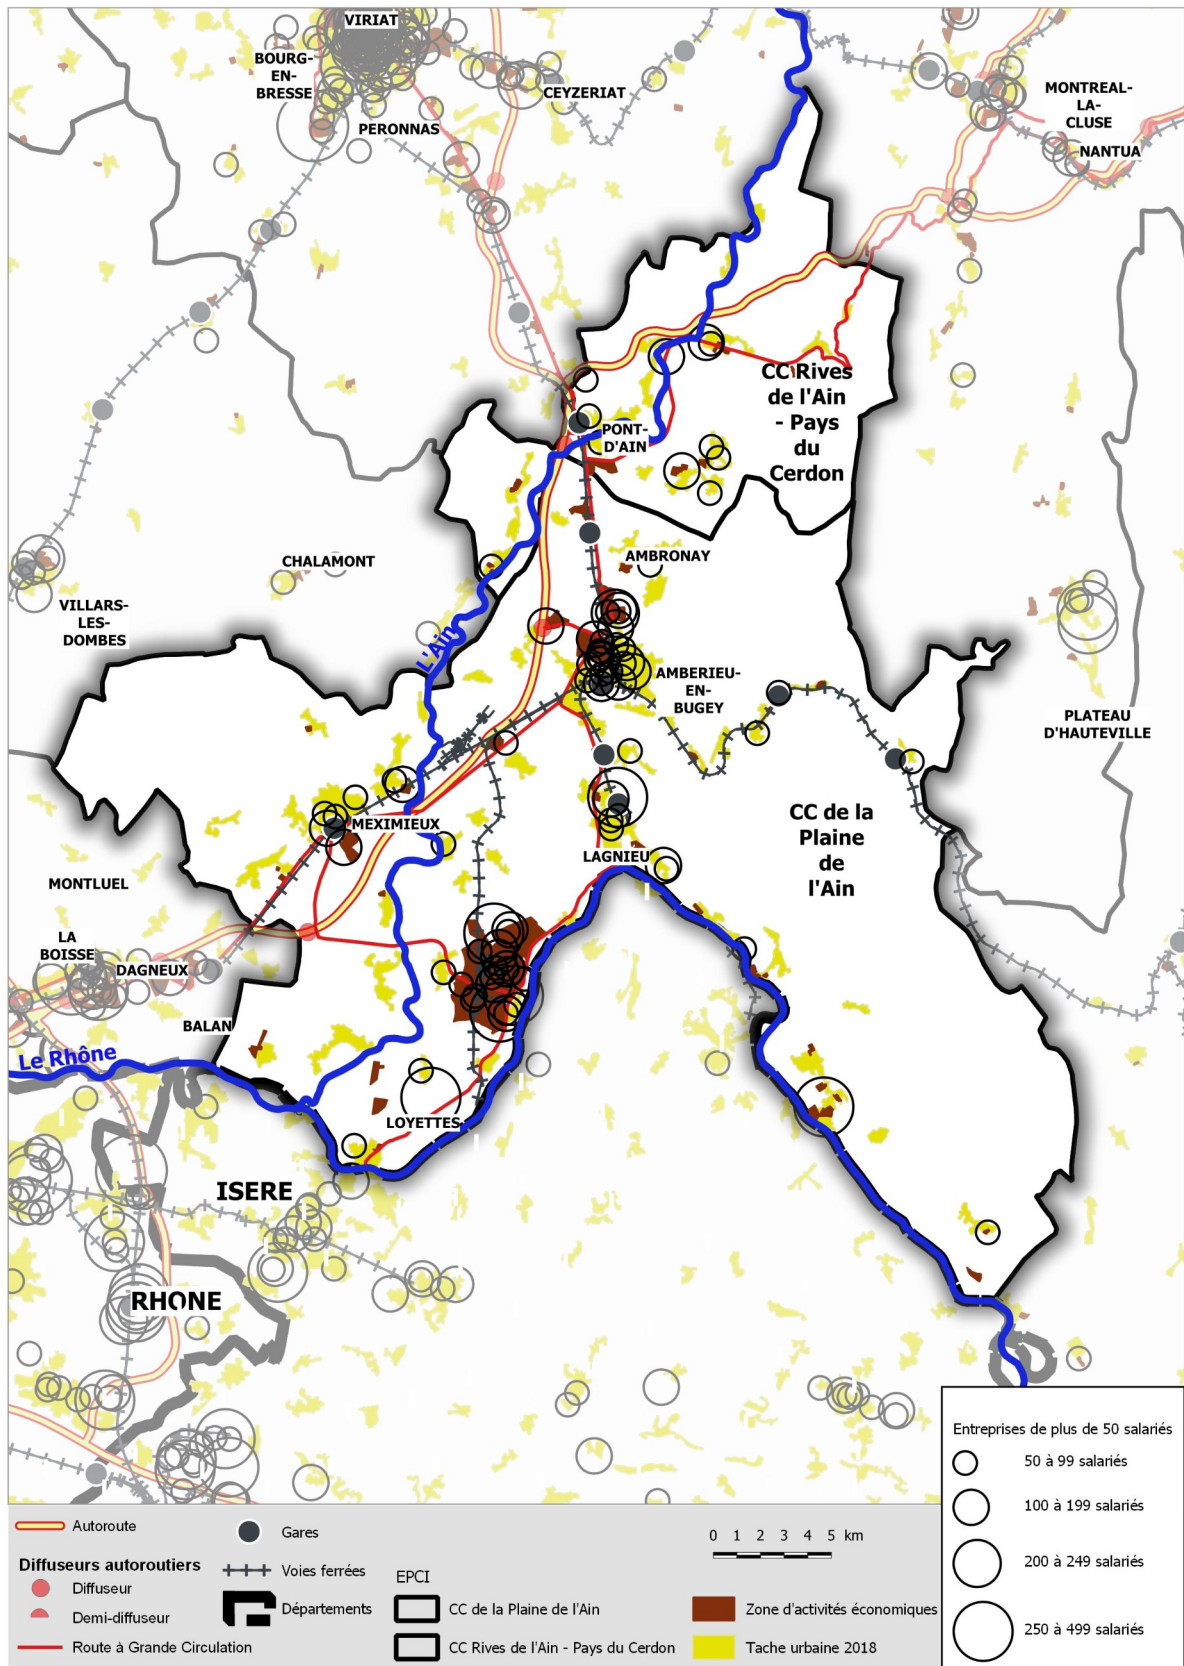 VIRIAT
BOURG-
EN-
BRESSE
CEYZERIAT
PERONNAS
MONTREAL-
LA-
CLUSE
NANTUA
CC Rives
de l'Ain
- Pays
du
Cerdon
PONT-
D'AIN
CHALAMONT
AMBRONAY
VILLARS-
LES-
DOMBES
L'Ain
AMBERIEU-
EN-
BUGEY
PLATEAU
D'HAUTEVILLE
MEXIMIEUX
CC de la
Plaine
de
l'Ain
LAGNIEU
MONTLUEL
LA
BOISSE
DAGNEUX
BALAN
Le Rhône
LOYETTES
ISERE
RHONE
Entreprises de plus de 50 salariés
50 à 99 salariés
100 à 199 salariés
200 à 249 salariés
250 à 499 salariés
Autoroute
Diffuseurs autoroutiers
Diffuseur
Demi-diffuseur
Route à Grande Circulation
Gares
Voies ferrées
Départements
EPCI
CC de la Plaine de l'Ain
CC Rives de l'Ain - Pays du Cerdon
0 1 2 3 4 5 km
Zone d'activités économiques
Tache urbaine 2018